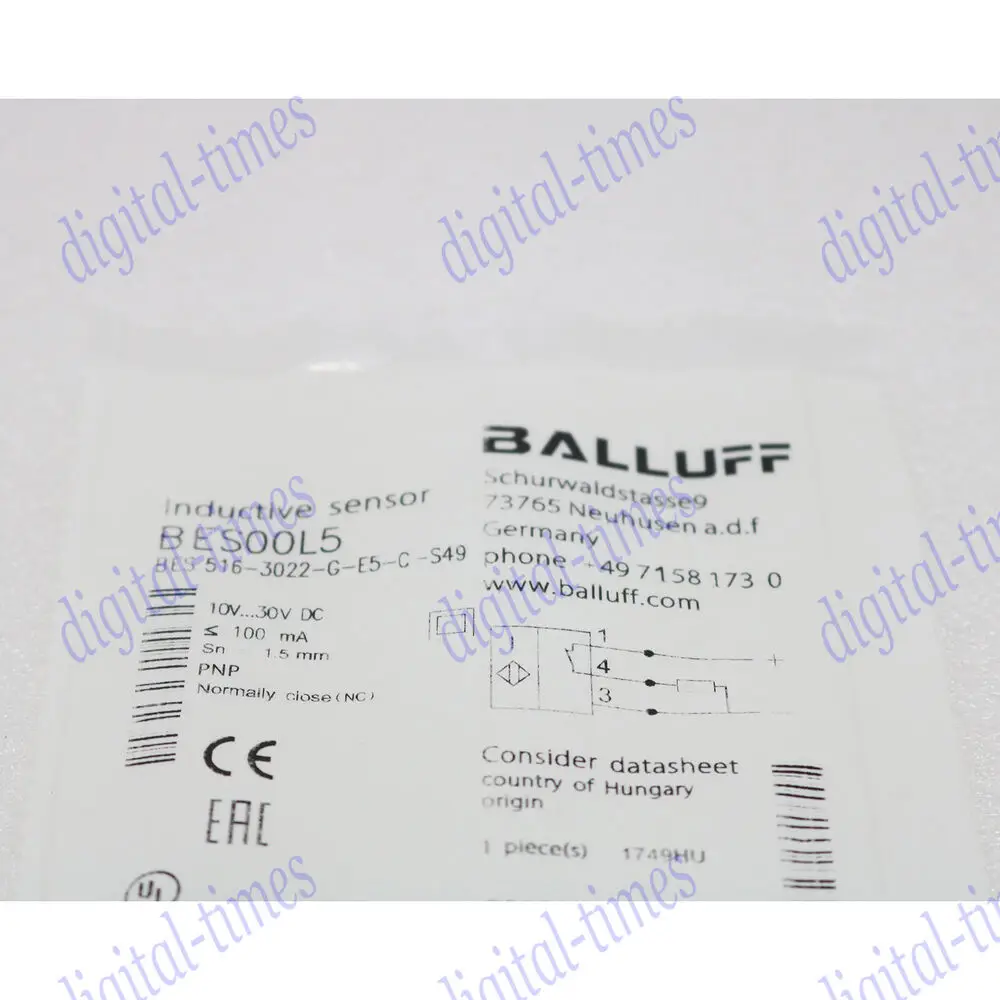 digital-times
digital-times
digital-times
BALLUFF
Schurwaldstasse9
73765 Neuhusen a.d.f
Germany
phone +49 7158 173 0
www.balluff.com
Inductive sensor
BES00L5
BES 516-3022-G-E5-C -S49
10V...30V DC
≤ 100 mA
Sn 1.5 mm
PNP
Normally close (NC)
1
4
3
+
digital-times
digital-times
digital-times
CE
EAC
UL
Consider datasheet
country of Hungary
origin
1 piece(s) 1749HU
digital-times
digital-times
digital-times